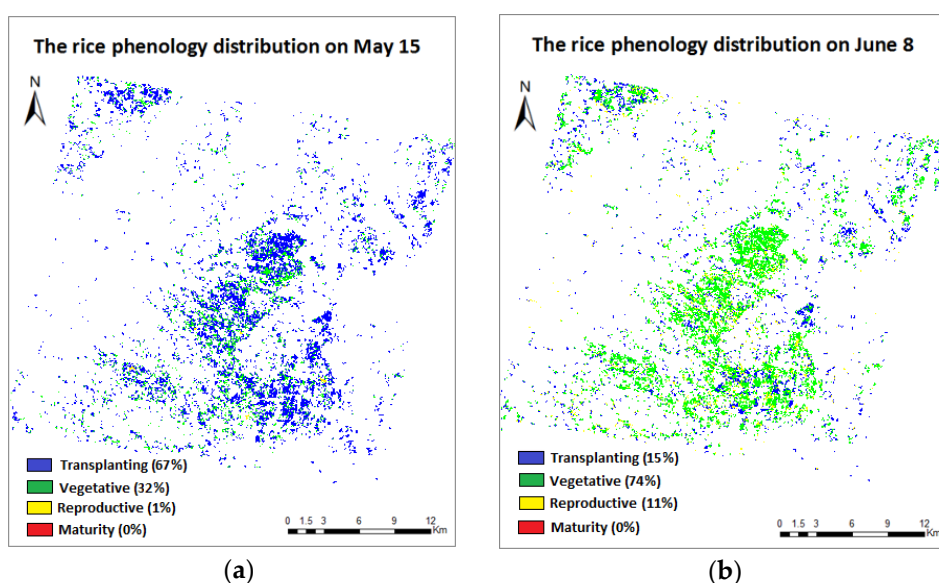 The rice phenology distribution on May 15
N
Transplanting (67%)
Vegetative (32%)
Reproductive (1%)
Maturity (0%)
0 1.5 3 6 9 12
Km
(a)
The rice phenology distribution on June 8
N
Transplanting (15%)
Vegetative (74%)
Reproductive (11%)
Maturity (0%)
0 1.5 3 6 9 12
Km
(b)